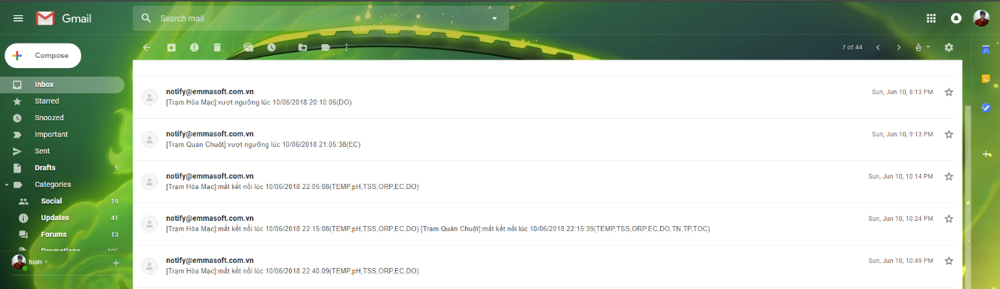 Gmail
Search mail
Compose
7 of 44
ê
31
Inbox
Starred
Snoozed
Important
Sent
Drafts 5
Categories
Social 19
Updates 41
Forums 13
tuan
notify@emmasoft.com.vn
Sun, Jun 10, 8:13 PM
[Trạm Hòa Mạc]:vượt ngưỡng lúc 10/06/2018 20:10:06(DO)
notify@emmasoft.com.vn
Sun, Jun 10, 9:13 PM
[Trạm Quán Chuột]:vượt ngưỡng lúc 10/06/2018 21:05:38(EC)
notify@emmasoft.com.vn
Sun, Jun 10, 10:14 PM
[Trạm Hòa Mạc]:mất kết nối lúc 10/06/2018 22:05:08(TEMP,pH,TSS,ORP,EC,DO)
notify@emmasoft.com.vn
Sun, Jun 10, 10:24 PM
[Trạm Hòa Mạc]:mất kết nối lúc 10/06/2018 22:15:08(TEMP,pH,TSS,ORP,EC,DO) [Trạm Quán Chuột]:mất kết nối lúc 10/06/2018 22:15:39(TEMP,TSS,ORP,EC,DO,TN,TP,TOC)
notify@emmasoft.com.vn
Sun, Jun 10, 10:49 PM
[Trạm Hòa Mạc]:mất kết nối lúc 10/06/2018 22:40:09(TEMP,pH,TSS,ORP,EC,DO)